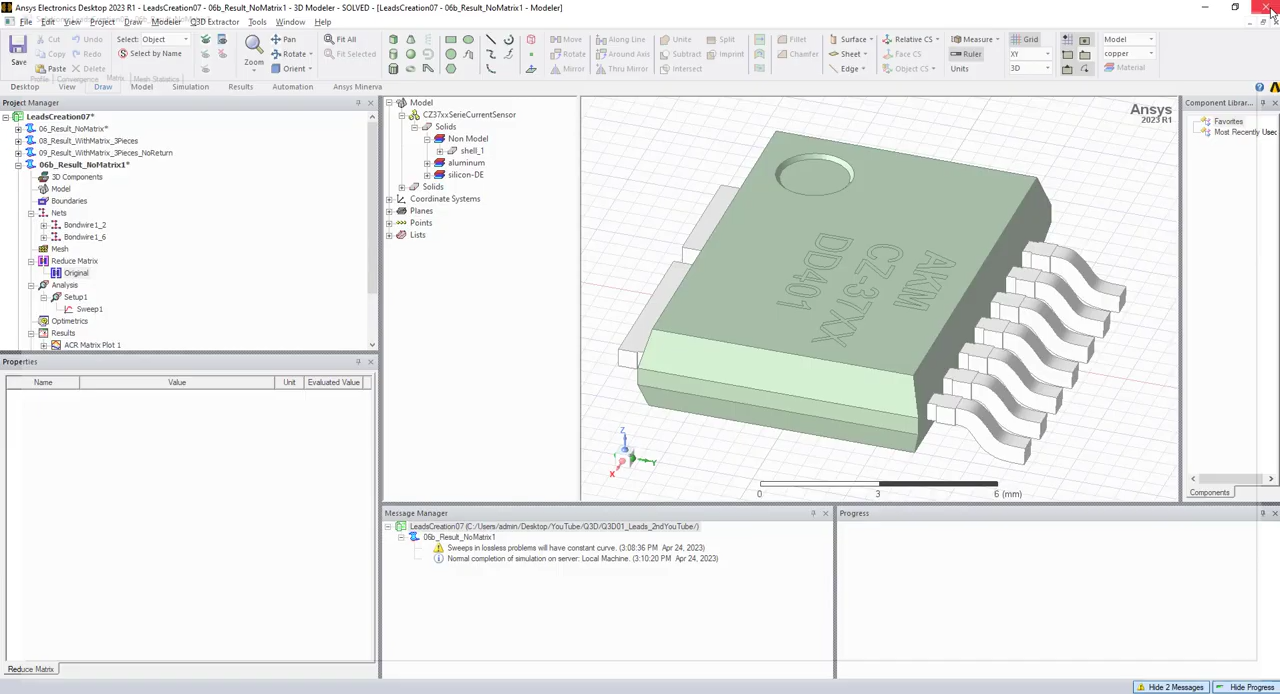 Ansys Electronics Desktop 2023 R1 - LeadsCreation07 - 06b_Result_NoMatrix1 - 3D Modeler - SOLVED - [LeadsCreation07 - 06b_Result_NoMatrix1 - Modeler]
File Edit View Project Draw Modeler Q3D Extractor Tools Window Help
Save
Cut Undo
Copy Redo
Paste Delete
Select: Object
Select by Name
Zoom
Pan
Rotate
Orient
Fit All
Fit Selected
Move Along Line
Rotate Around Axis
Mirror Thru Mirror
Unite Split
Subtract Imprint
Intersect
Fillet
Chamfer
Surface
Sheet
Edge
Relative CS
Face CS
Object CS
Measure
Ruler
Units
Grid
XY
3D
Model
copper
Material
Desktop View Draw Model Simulation Results Automation Ansys Minerva
Project Manager
LeadsCreation07*
06_Result_NoMatrix*
08_Result_WithMatrix_3Pieces
09_Result_WithMatrix_3Pieces_NoReturn
06b_Result_NoMatrix1*
3D Components
Model
Boundaries
Nets
Bondwire1_2
Bondwire1_6
Mesh
Reduce Matrix
Original
Analysis
Setup1
Sweep1
Optimetrics
Results
ACR Matrix Plot 1
Properties
Name Value Unit Evaluated Value
Reduce Matrix
Model
CZ37xxSerieCurrentSensor
Solids
Non Model
shell_1
aluminum
silicon-DE
Solids
Coordinate Systems
Planes
Points
Lists
Ansys
2023 R1
AKM
CZ-37XX
DD401
Z
Y
X
0 3 6 (mm)
Component Librar...
Favorites
Most Recently Used
Components
Message Manager
LeadsCreation07 (C:/Users/admin/Desktop/YouTube/Q3D/Q3D01_Leads_2ndYouTube/)
06b_Result_NoMatrix1
Sweeps in lossless problems will have constant curve. (3:08:36 PM Apr 24, 2023)
Normal completion of simulation on server: Local Machine. (3:10:20 PM Apr 24, 2023)
Progress
Hide 2 Messages Hide Progress